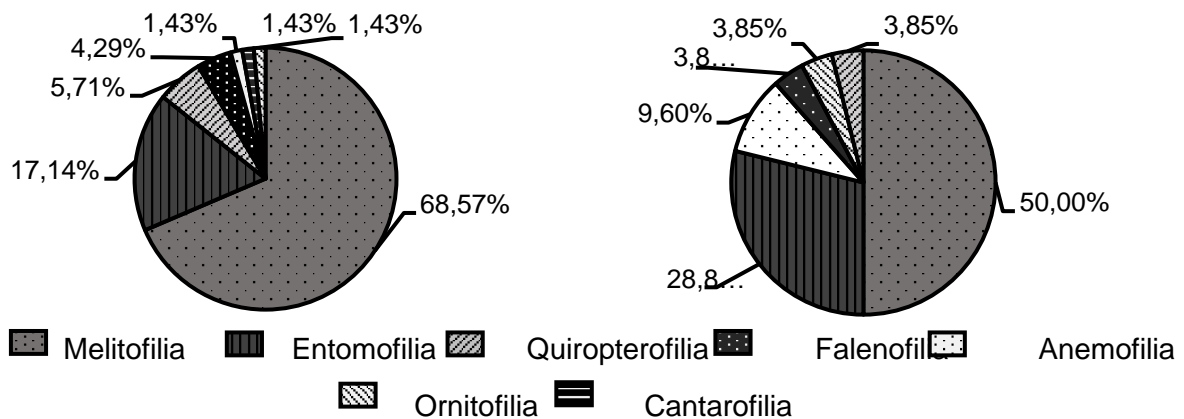 1,43% 1,43% 1,43% 3,85% 3,85%
4,29% 3,8…
5,71% 9,60%
17,14%
68,57% 50,00%
28,8…
Melitofilia Entomofilia Quiropterofilia Falenofilia Anemofilia
Ornitofilia Cantarofilia